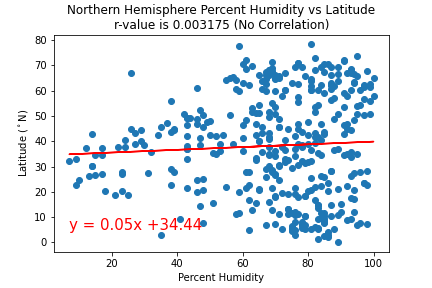 Northern Hemisphere Percent Humidity vs Latitude
r-value is 0.003175 (No Correlation)
80
70
60
50
40
30
20
10
0
Latitude (°N)
y = 0.05x +34.44
20 40 60 80 100
Percent Humidity